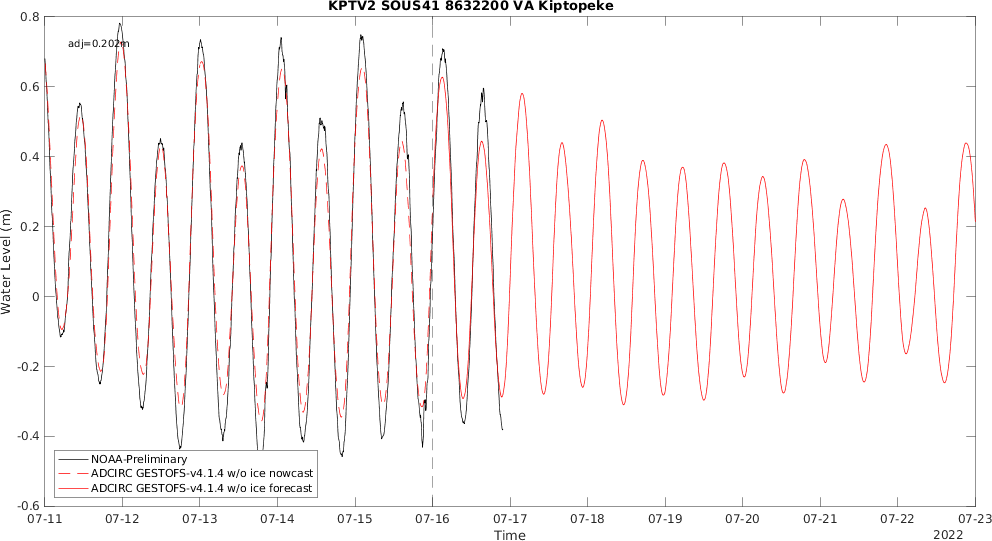 KPTV2 SOUS41 8632200 VA Kiptopeke
adj=0.202m
Water Level (m)
0.8
0.6
0.4
0.2
0
-0.2
-0.4
-0.6
NOAA-Preliminary
ADCIRC GESTOFS-v4.1.4 w/o ice nowcast
ADCIRC GESTOFS-v4.1.4 w/o ice forecast
07-11 07-12 07-13 07-14 07-15 07-16 07-17 07-18 07-19 07-20 07-21 07-22 07-23
Time
2022